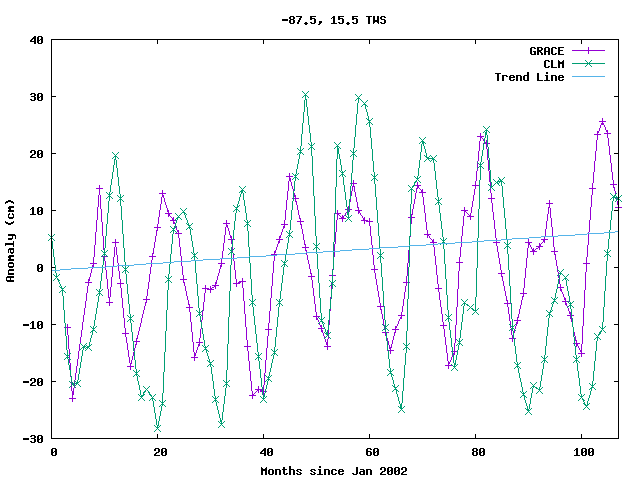 -87.5, 15.5 TWS
40
30
20
10
0
-10
-20
-30
Anomaly (cm)
GRACE
CLM
Trend Line
0 20 40 60 80 100
Months since Jan 2002